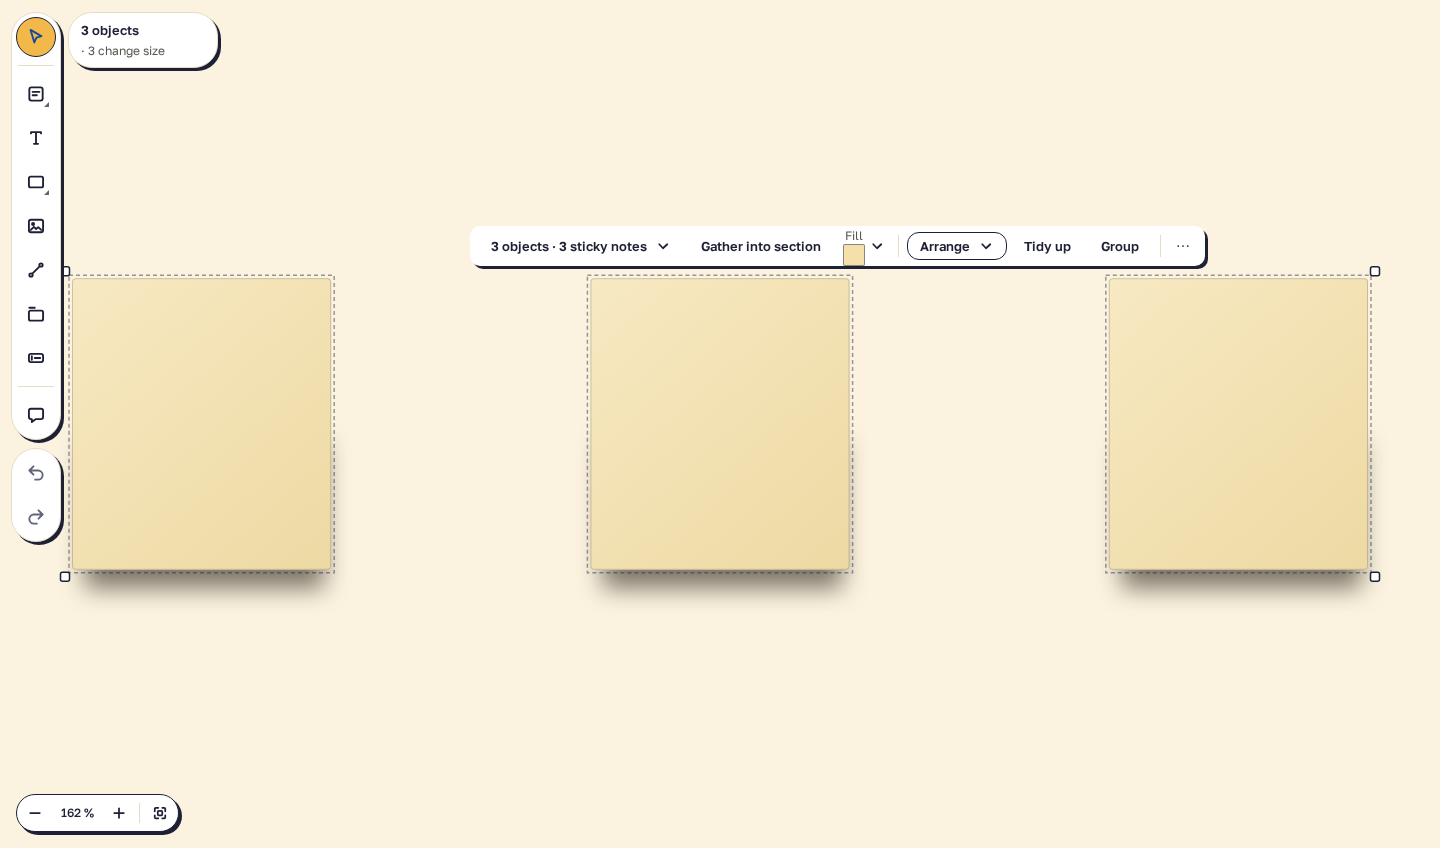 3 objects
· 3 change size
3 objects · 3 sticky notes
Gather into section
Fill
Arrange
Tidy up
Group
162 %